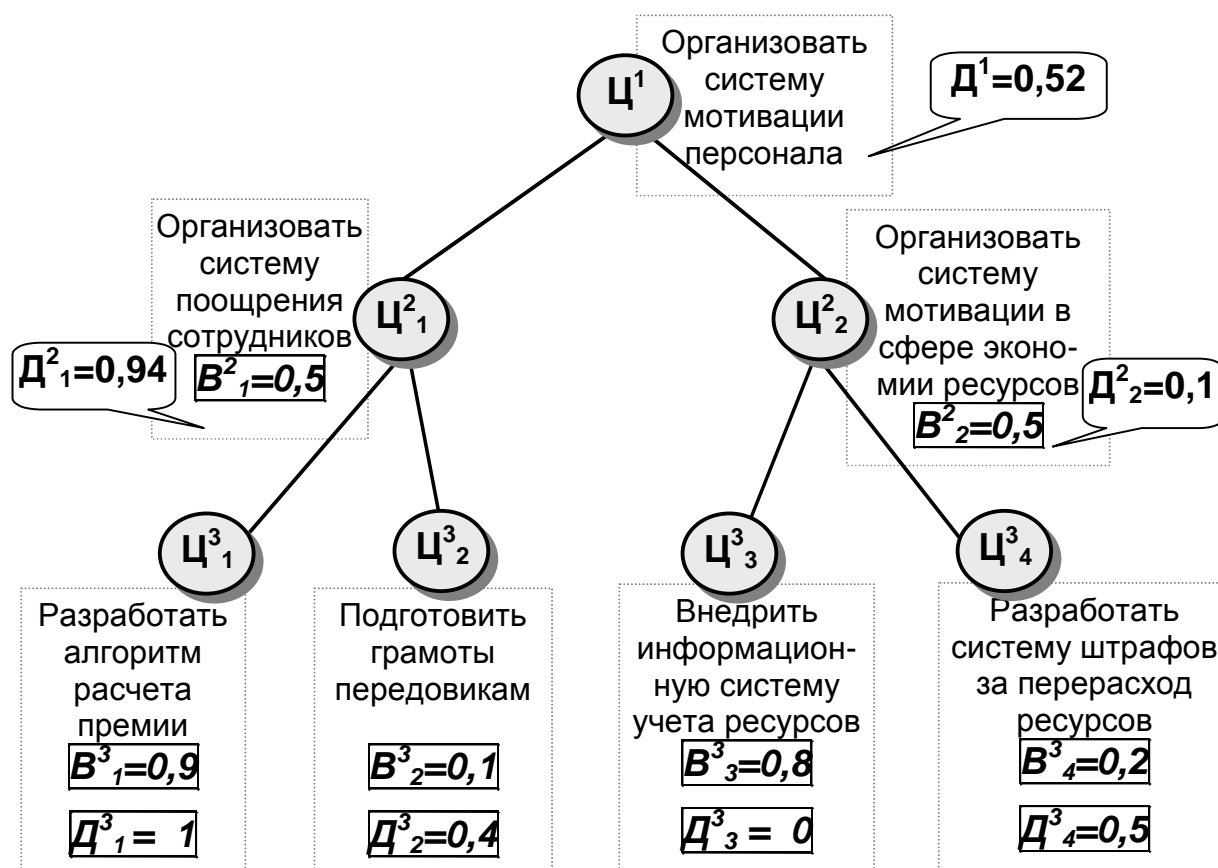 Ц¹
Организовать
систему
мотивации
персонала
Д¹=0,52
Организовать
систему
поощрения
сотрудников
В²₁=0,5
Д²₁=0,94
Ц²₁
Ц²₂
Организовать
систему
мотивации в
сфере эконо-
мии ресурсов
В²₂=0,5
Д²₂=0,1
Ц³₁
Ц³₂
Ц³₃
Ц³₄
Разработать
алгоритм
расчета
премии
В³₁=0,9
Д³₁ = 1
Подготовить
грамоты
передовикам
В³₂=0,1
Д³₂=0,4
Внедрить
информацион-
ную систему
учета ресурсов
В³₃=0,8
Д³₃ = 0
Разработать
систему штрафов
за перерасход
ресурсов
В³₄=0,2
Д³₄=0,5